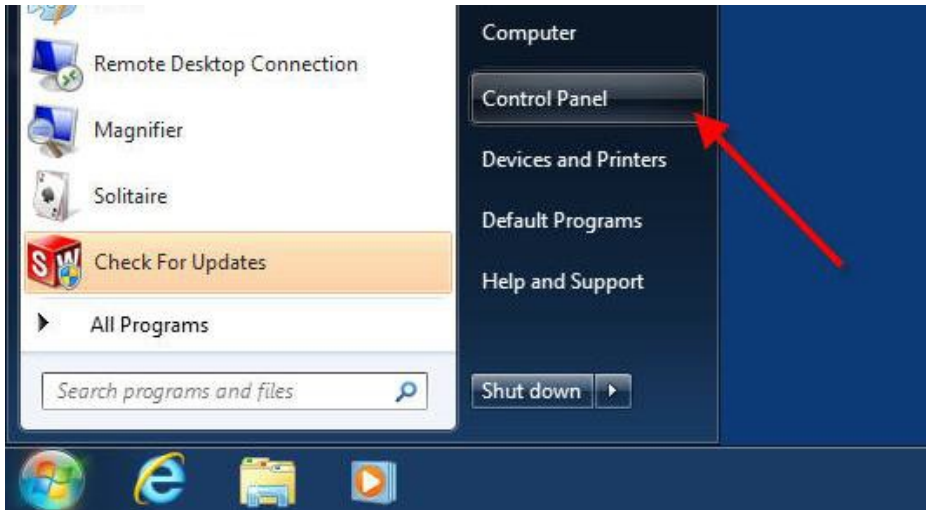 Remote Desktop Connection
Magnifier
Solitaire
SW
Check For Updates
All Programs
Search programs and files
Computer
Control Panel
Devices and Printers
Default Programs
Help and Support
Shut down